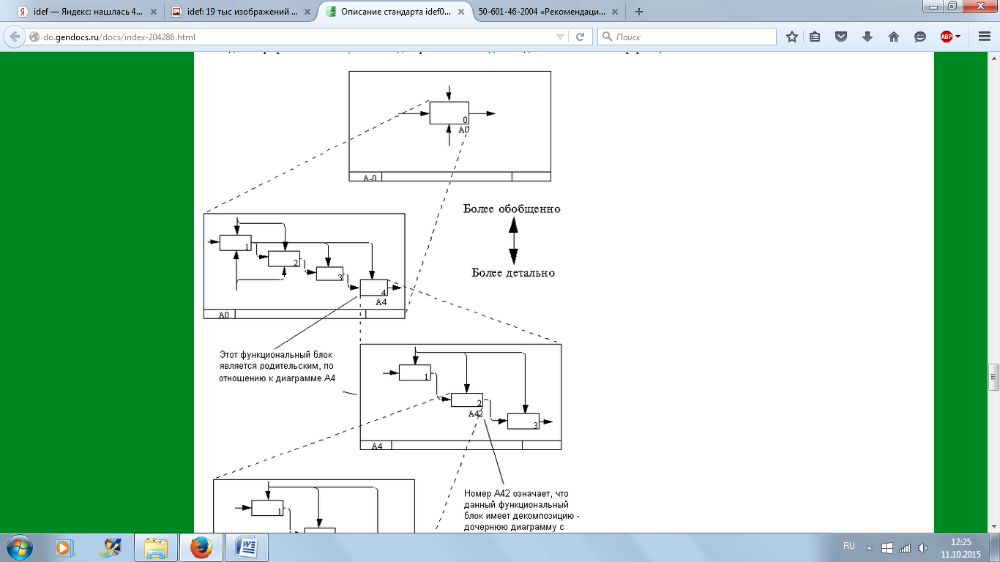 idef — Яндекс: нашлась 4...
idef: 19 тыс изображений ...
Описание стандарта idef0...
50-601-46-2004 «Рекомендаци...
do.gendocs.ru/docs/index-204286.html
Поиск
ABP
0
A0
A-0
Более обобщенно
Более детально
1
2
3
4
A4
A0
Этот функциональный блок
является родительским, по
отношению к диаграмме А4
1
2
A42
3
A4
Номер А42 означает, что
данный функциональный
блок имеет декомпозицию -
дочернюю диаграмму с
1
RU
12:25
11.10.2015